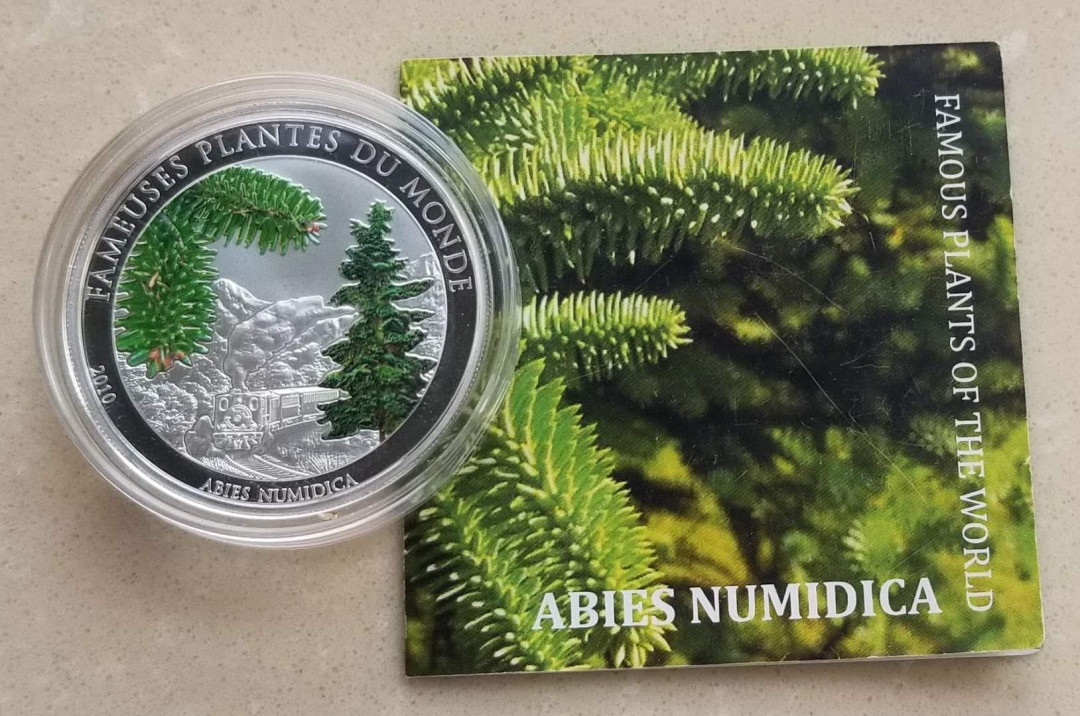 FAMEUSES PLANTES DU MONDE
2010
ABIES NUMIDICA
FAMOUS PLANTS OF THE WORLD
ABIES NUMIDICA